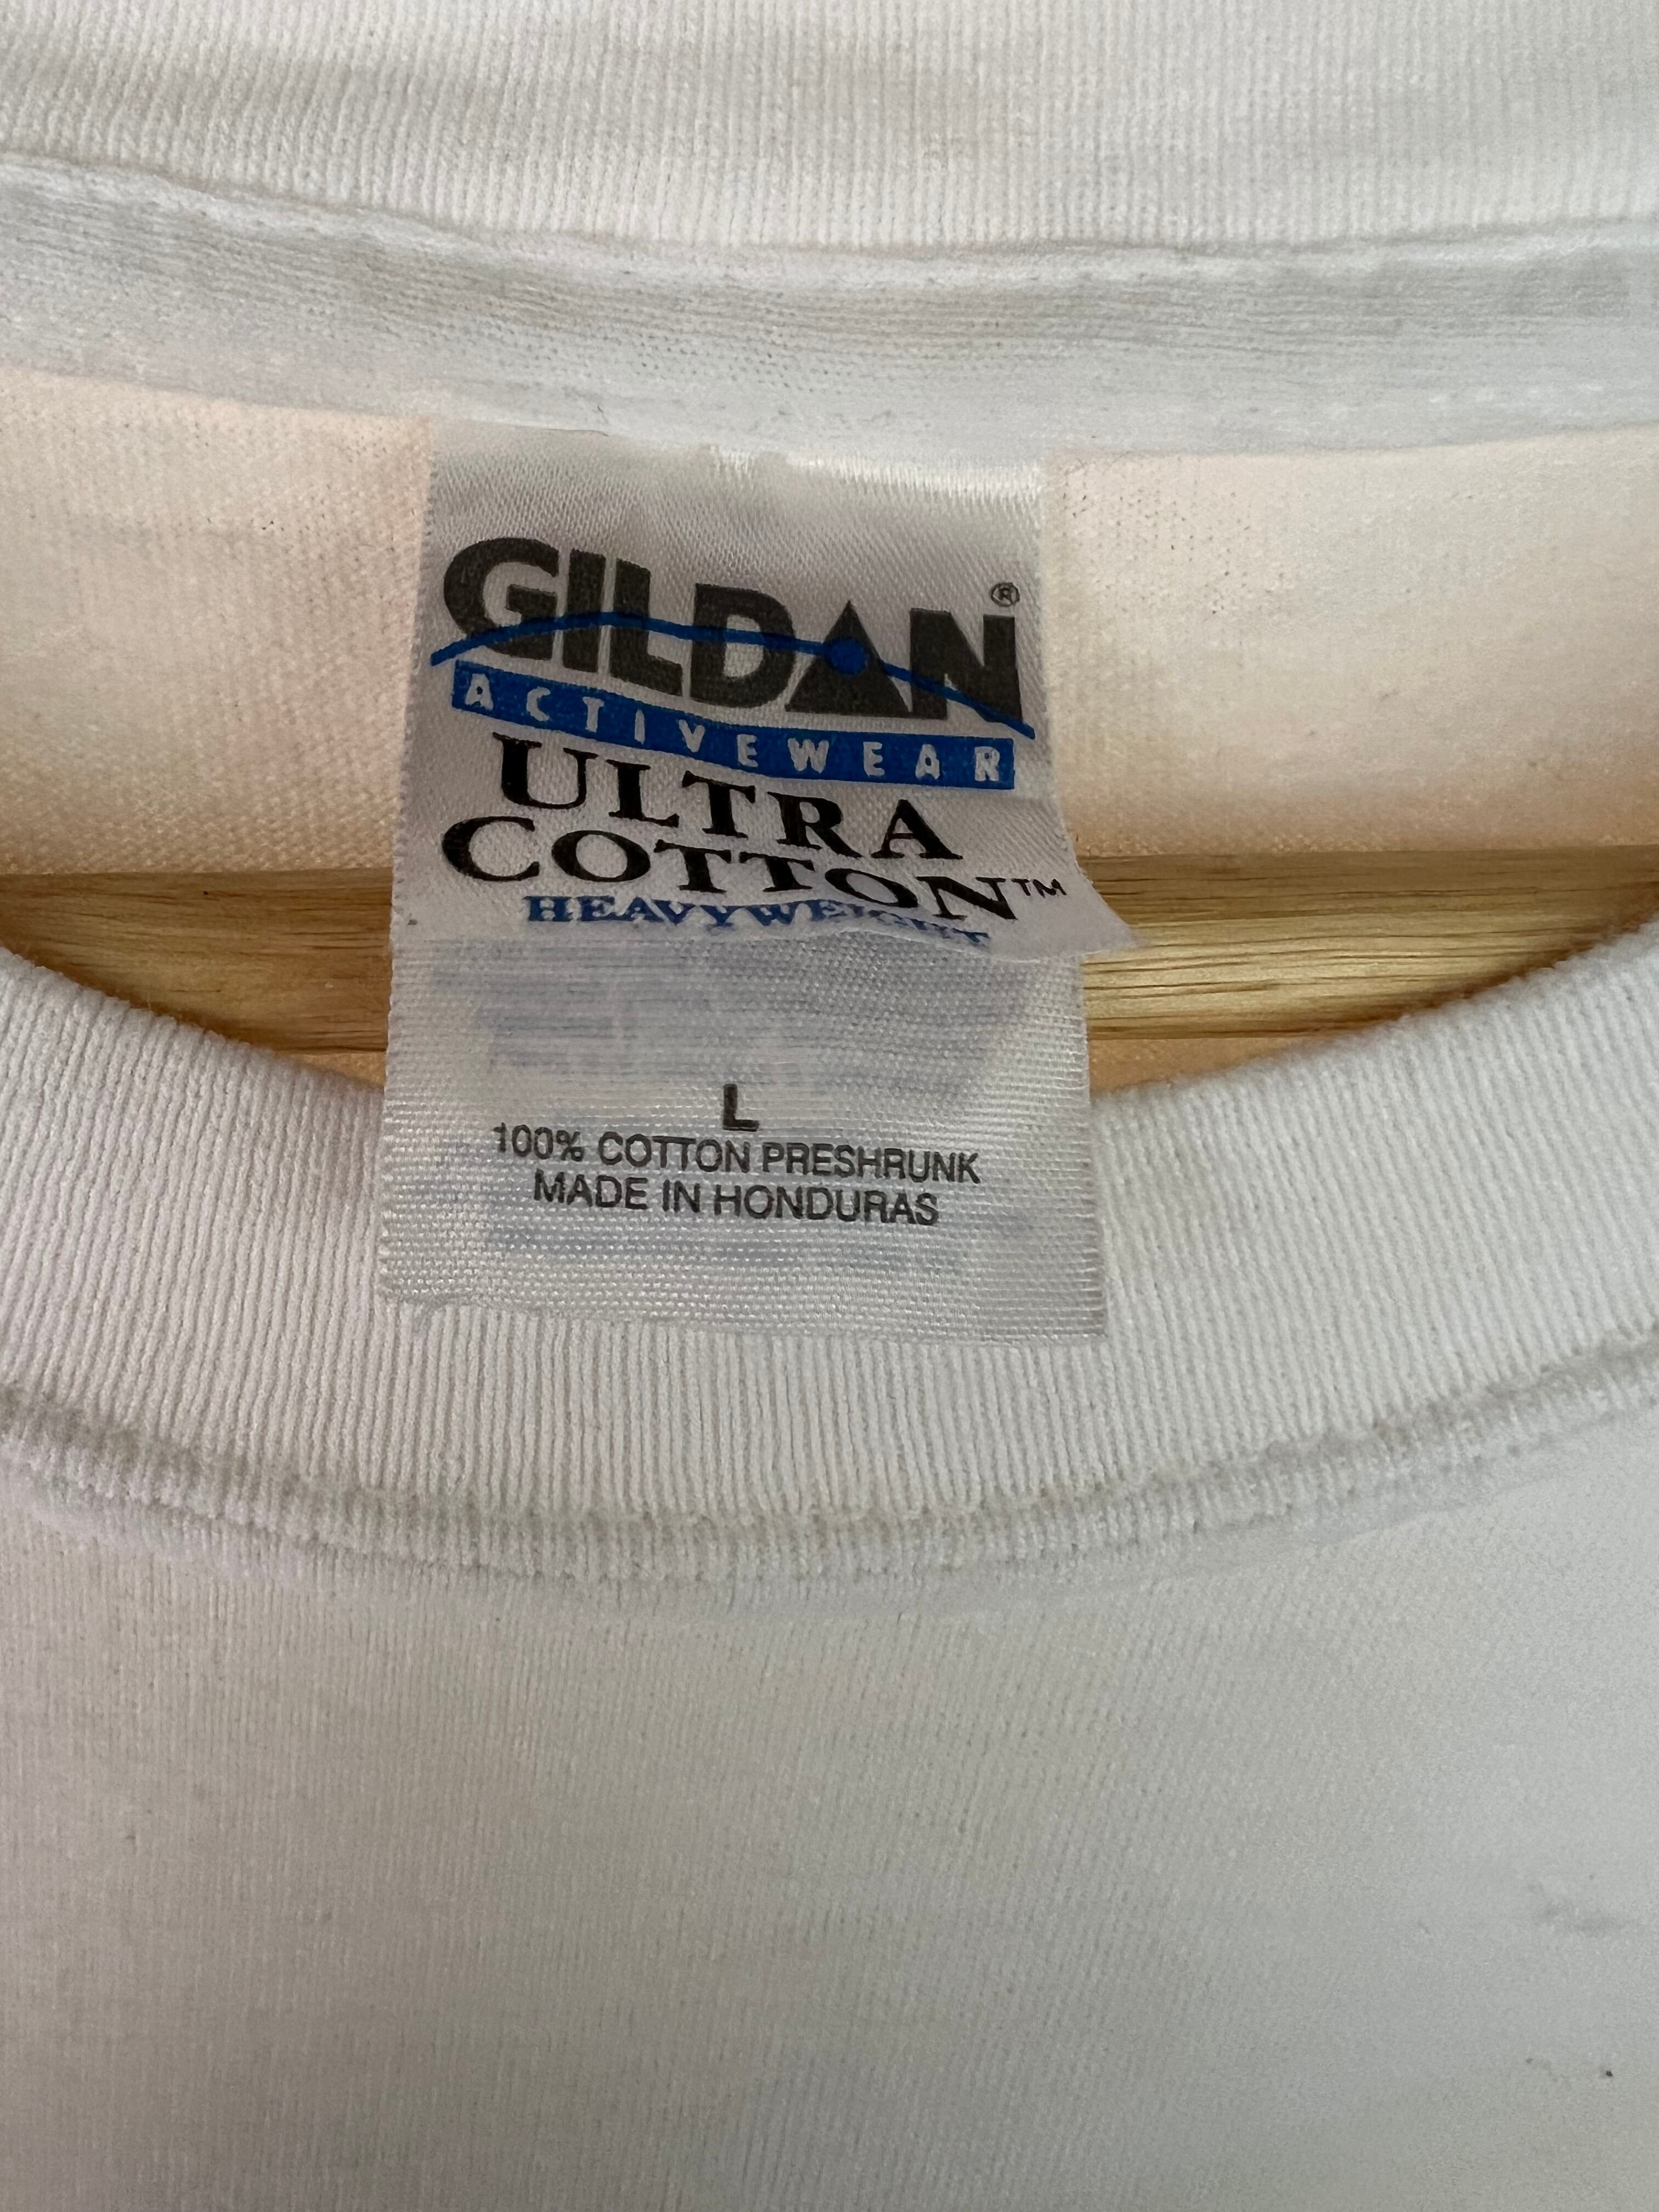 GILDAN®
ACTIVEWEAR
ULTRA
COTTON™
HEAVYWEIGHT
L
100% COTTON PRESHRUNK
MADE IN HONDURAS